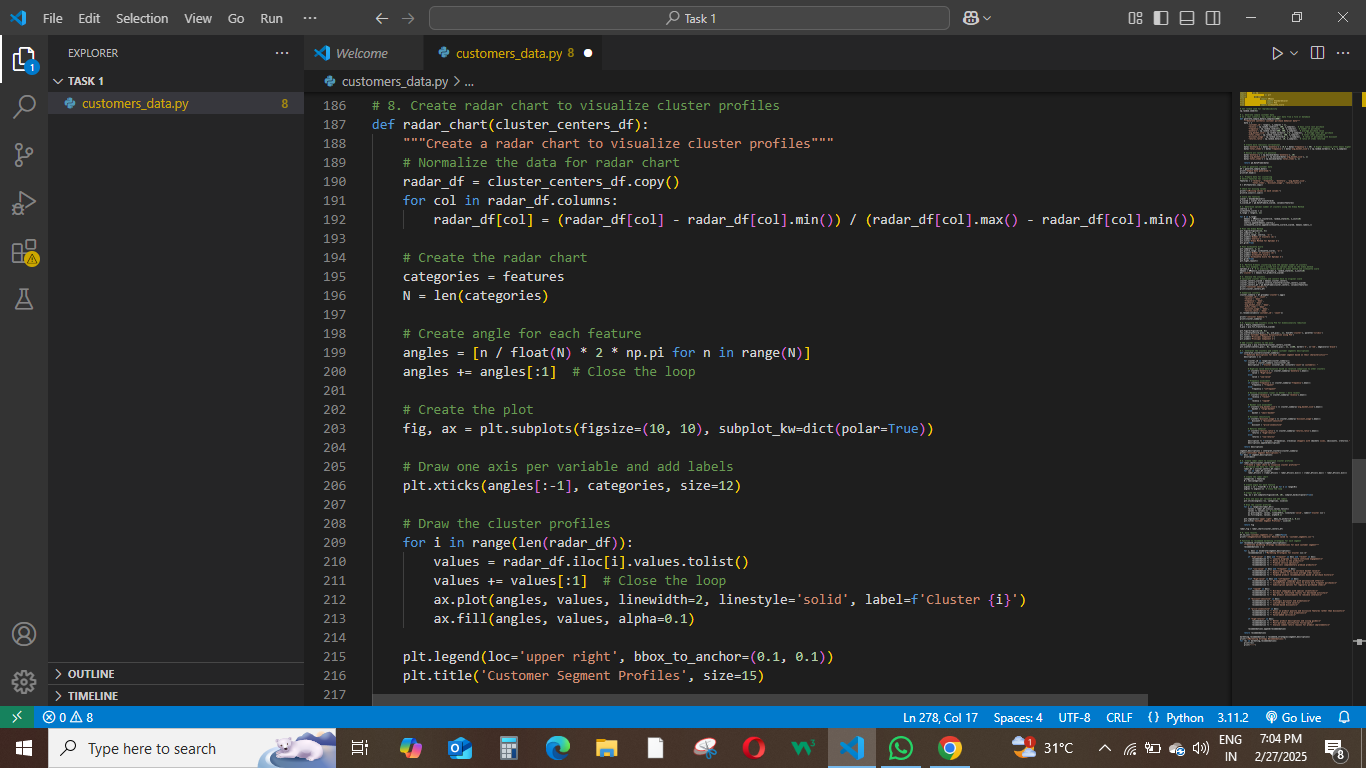 File Edit Selection View Go Run ··· Task 1
EXPLORER ···
Welcome
customers_data.py 8
TASK 1
customers_data.py 8
customers_data.py > ...
186 # 8. Create radar chart to visualize cluster profiles
187 def radar_chart(cluster_centers_df):
188     """Create a radar chart to visualize cluster profiles"""
189     # Normalize the data for radar chart
190     radar_df = cluster_centers_df.copy()
191     for col in radar_df.columns:
192         radar_df[col] = (radar_df[col] - radar_df[col].min()) / (radar_df[col].max() - radar_df[col].min())
193
194     # Create the radar chart
195     categories = features
196     N = len(categories)
197
198     # Create angle for each feature
199     angles = [n / float(N) * 2 * np.pi for n in range(N)]
200     angles += angles[:1]  # Close the loop
201
202     # Create the plot
203     fig, ax = plt.subplots(figsize=(10, 10), subplot_kw=dict(polar=True))
204
205     # Draw one axis per variable and add labels
206     plt.xticks(angles[:-1], categories, size=12)
207
208     # Draw the cluster profiles
209     for i in range(len(radar_df)):
210         values = radar_df.iloc[i].values.tolist()
211         values += values[:1]  # Close the loop
212         ax.plot(angles, values, linewidth=2, linestyle='solid', label=f'Cluster {i}')
213         ax.fill(angles, values, alpha=0.1)
214
215     plt.legend(loc='upper right', bbox_to_anchor=(0.1, 0.1))
216     plt.title('Customer Segment Profiles', size=15)
217
OUTLINE
TIMELINE
0 8 Ln 278, Col 17 Spaces: 4 UTF-8 CRLF {} Python 3.11.2 Go Live
Type here to search
31°C
ENG
IN
7:04 PM
2/27/2025
8